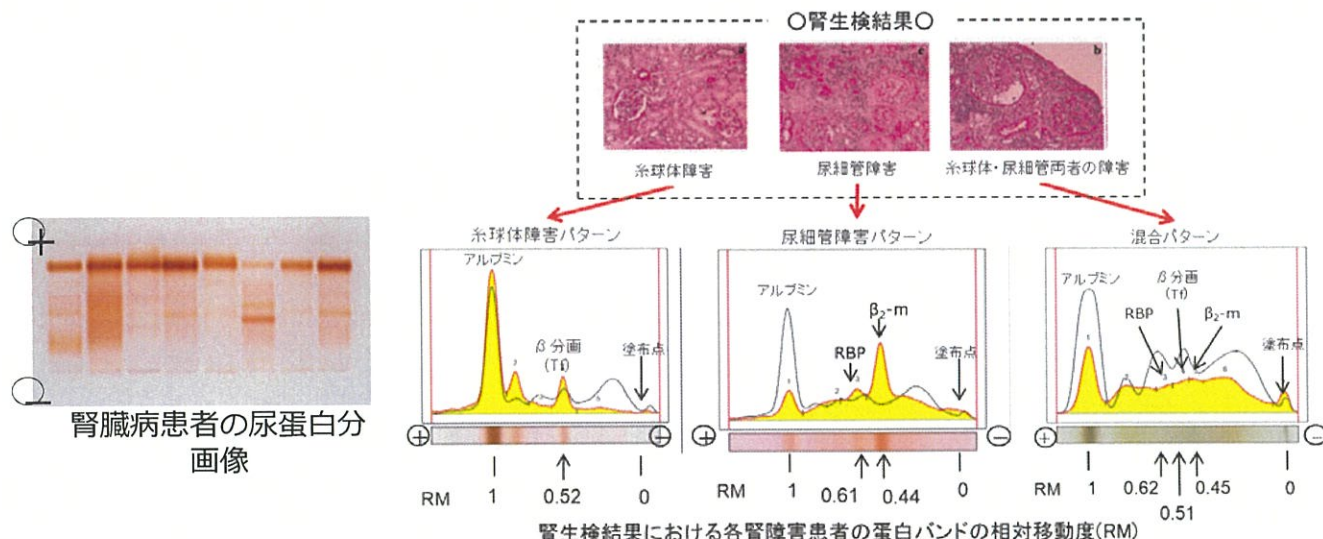 〇腎生検結果〇
a
c
b
糸球体障害
尿細管障害
糸球体・尿細管両者の障害
+
−
腎臓病患者の尿蛋白分
画像
糸球体障害パターン
アルブミン
β分画
(Tf)
塗布点
+
+
RM
1
0.52
0
尿細管障害パターン
アルブミン
RBP
β₂-m
塗布点
+
−
RM
1
0.61
0.44
0
混合パターン
アルブミン
RBP
β分画
(Tf)
β₂-m
塗布点
+
−
RM
1
0.62
0.51
0.45
0
腎生検結果における各腎障害患者の蛋白バンドの相対移動度(RM)